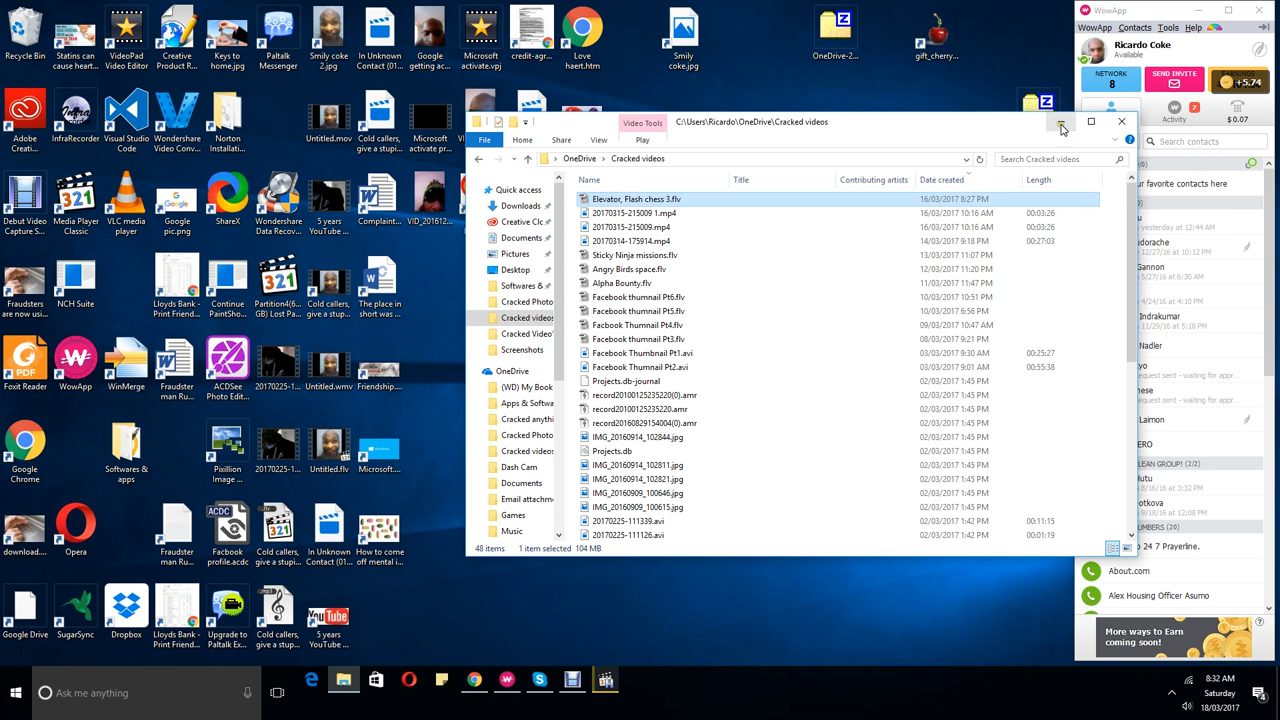 Recycle Bin
Statins can cause heart...
VideoPad Video Editor
Creative Product R...
Keys to home.jpg
Paltalk Messenger
Smily coke 2.jpg
In Unknown Contact (01...
Google getting ac...
Microsoft activate.vpj
credit-agr...
Love haert.htm
Smily coke.jpg
OneDrive-2...
gift_cherry...
Adobe Creati...
InfraRecorder
Visual Studio Code
Wondershare Video Conv...
Norton Installati...
Untitled.mov
Cold callers, give a stup...
Microsoft activate pr...
Debut Video Capture S...
Media Player Classic
VLC media player
Google pic.png
ShareX
Wondershare Data Recov...
5 years YouTube ...
Complaint...
VID_201612...
Fraudsters are now usi...
NCH Suite
Lloyds Bank - Print Friend...
Continue PaintSho...
Partition4(6... GB) Lost Pa...
Cold callers, give a stup...
The place in short was ...
Foxit Reader
WowApp
WinMerge
Fraudster man Ru...
ACDSee Photo Edit...
20170225-1...
Untitled.wmv
Friendship....
Google Chrome
Softwares & apps
Pixillion Image ...
20170225-1...
Untitled.flv
Microsoft....
download....
Opera
Fraudster man Ru...
Facbook profile.acdc
Cold callers, give a stupi...
In Unknown Contact (01...
How to come off mental i...
Google Drive
SugarSync
Dropbox
Lloyds Bank - Print Friend...
Upgrade to Paltalk Ex...
Cold callers, give a stupi...
5 years YouTube ...
Video Tools
C:\Users\Ricardo\OneDrive\Cracked videos
File Home Share View Play
OneDrive Cracked videos
Search Cracked videos
Quick access
Downloads
Creative Clc
Documents
Pictures
Desktop
Softwares &
Cracked Photo
Cracked videos
Cracked Video
Screenshots
OneDrive
(WD) My Book
Apps & Softwa
Cracked anythi
Cracked Photo
Cracked videos
Dash Cam
Documents
Email attachme
Games
Music
Name Title Contributing artists Date created Length
Elevator, Flash chess 3.flv 16/03/2017 8:27 PM
20170315-215009 1.mp4 16/03/2017 10:16 AM 00:03:26
20170315-215009.mp4 16/03/2017 10:16 AM 00:03:26
20170314-175914.mp4 14/03/2017 9:18 PM 00:27:03
Sticky Ninja missions.flv 13/03/2017 11:07 PM
Angry Birds space.flv 12/03/2017 10:33 PM
Alpha Bounty.flv 11/03/2017 11:47 PM
Facebook thumnail Pt6.flv 10/03/2017 10:51 PM
Facebook thumnail Pt5.flv 10/03/2017 6:56 PM
Facbook Thumnail Pt4.flv 09/03/2017 10:47 AM
Facebook thumnail Pt3.flv 08/03/2017 9:21 PM
Facebook Thumbnail Pt1.avi 03/03/2017 9:30 AM 00:25:27
Facebook Thumbnail Pt2.avi 03/03/2017 9:01 AM 00:55:38
Projects.db-journal 02/03/2017 1:45 PM
record20100125235220(0).amr 02/03/2017 1:45 PM
record20100125235220.amr 02/03/2017 1:45 PM
record20160829154004(0).amr 02/03/2017 1:45 PM
IMG_20160914_102844.jpg 02/03/2017 1:45 PM
Projects.db 02/03/2017 1:45 PM
IMG_20160914_102811.jpg 02/03/2017 1:45 PM
IMG_20160914_102821.jpg 02/03/2017 1:45 PM
IMG_20160909_100646.jpg 02/03/2017 1:45 PM
IMG_20160909_100615.jpg 02/03/2017 1:45 PM
20170225-111339.avi 02/03/2017 1:42 PM 00:11:15
20170225-111126.avi 02/03/2017 1:42 PM 00:01:19
48 items 1 item selected 104 MB
WowApp
WowApp Contacts Tools Help
Ricardo Coke
Available
NETWORK
8
SEND INVITE
+5.74
Activity 7
$ 0.07
Search contacts
ur favorite contacts here
yesterday at 12:44 AM
udorache
12/27/16 at 10:12 PM
Gannon
5/27/16 at 6:30 AM
4/24/16 at 4:10 PM
Indrakumar
11/29/16 at 5:18 PM
Nadler
yo
quest sent - waiting for appr...
nese
quest sent - waiting for appr...
Laimon
ERO
LEAN GROUP! (2/2)
Hutu
8/16/16 at 3:32 PM
otkova
9/18/16 at 12:08 PM
UMBERS (20)
24 7 Prayerline.
About.com
Alex Housing Officer Asumo
More ways to Earn
coming soon!
Ask me anything
8:32 AM
Saturday
18/03/2017
4